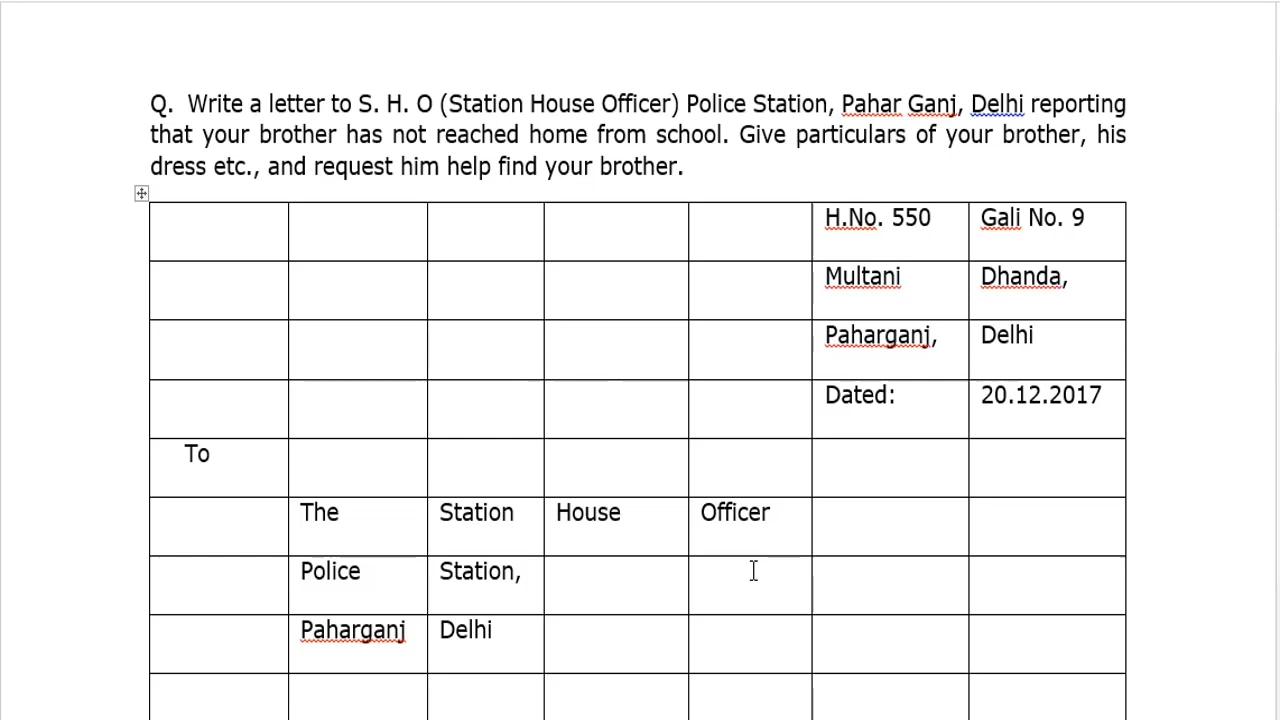 Q. Write a letter to S. H. O (Station House Officer) Police Station, Pahar Ganj, Delhi reporting
that your brother has not reached home from school. Give particulars of your brother, his
dress etc., and request him help find your brother.
H.No. 550 Gali No. 9
Multani Dhanda,
Paharganj, Delhi
Dated: 20.12.2017
To
The Station House Officer
Police Station,
Paharganj Delhi